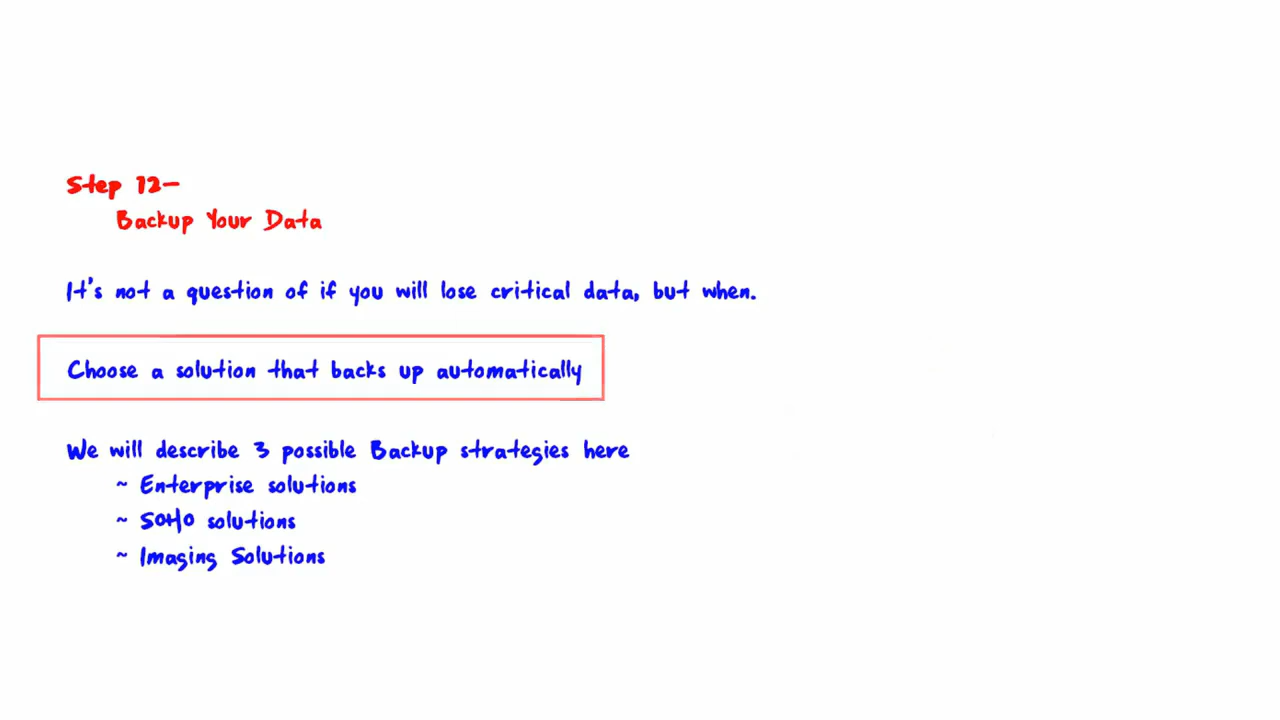 Step 12-
Backup Your Data
It's not a question of if you will lose critical data, but when.
Choose a solution that backs up automatically
We will describe 3 possible Backup strategies here
~ Enterprise solutions
~ SOHO solutions
~ Imaging Solutions